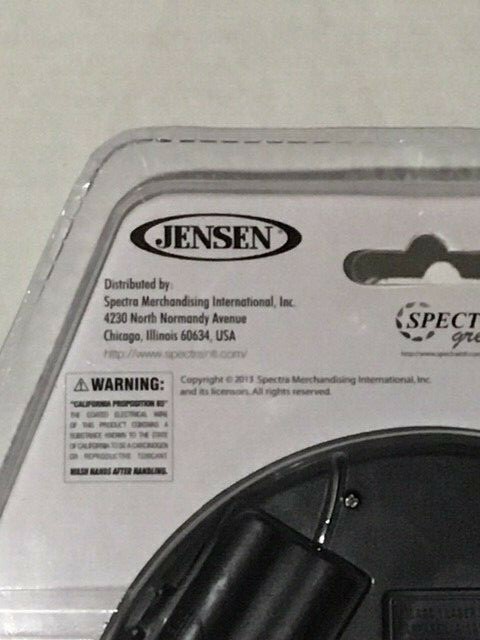 JENSEN®
Distributed by:
Spectra Merchandising International, Inc.
4230 North Normandy Avenue
Chicago, Illinois 60634, USA
http://www.spectraintl.com/
SPECT
gre
⚠ WARNING:
"CALIFORNIA PROPOSITION 65"
THE COATED ELECTRICAL WIRE
OF THIS PRODUCT CONTAINS A
SUBSTANCE KNOWN TO THE STATE
OF CALIFORNIA TO BE A CARCINOGEN
OR REPRODUCTIVE TOXICANT.
WASH HANDS AFTER HANDLING.
Copyright © 2013 Spectra Merchandising International, Inc.
and its licensors. All rights reserved.